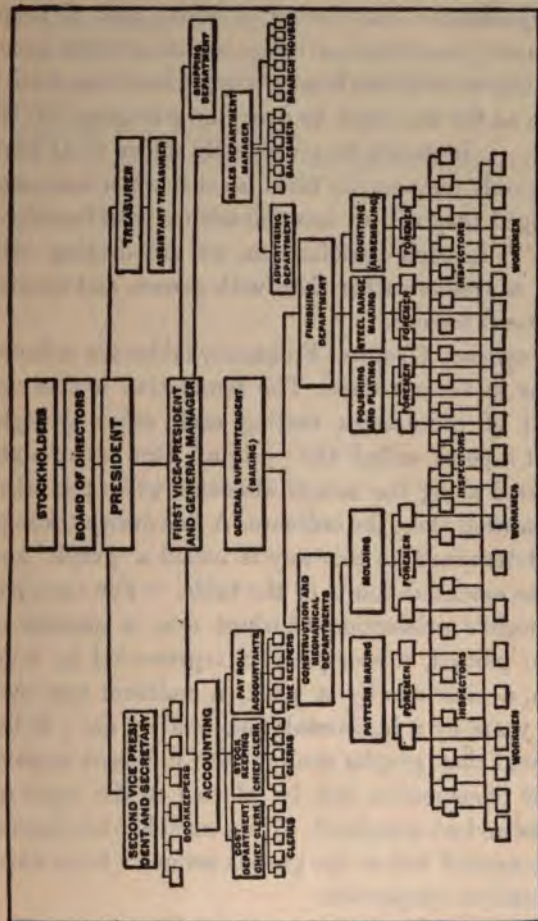 STOCKHOLDERS
BOARD OF DIRECTORS
PRESIDENT
TREASURER
ASSISTANT TREASURER
SECOND VICE PRESI-
DENT AND SECRETARY
BOOKKEEPERS
FIRST VICE-PRESIDENT
AND GENERAL MANAGER
SHIPPING
DEPARTMENT
ACCOUNTING
GENERAL SUPERINTENDENT
(MAKING)
SALES DEPARTMENT
MANAGER
COST
DEPARTMENT
CHIEF CLERK
CLERKS
STOCK
KEEPING
CHIEF CLERK
CLERKS
PAY ROLL
ACCOUNTANTS
TIME KEEPERS
ADVERTISING
DEPARTMENT
SALESMEN
BRANCH HOUSES
CONSTRUCTION AND
MECHANICAL
DEPARTMENTS
FINISHING
DEPARTMENT
PATTERN MAKING
MOLDING
POLISHING
AND PLATING
STEEL RANGE
MAKING
MOUNTING
(ASSEMBLING)
FOREMEN
FOREMEN
FOREMEN
FOREMEN
FOREMEN
INSPECTORS
INSPECTORS
INSPECTORS
WORKMEN
WORKMEN
WORKMEN